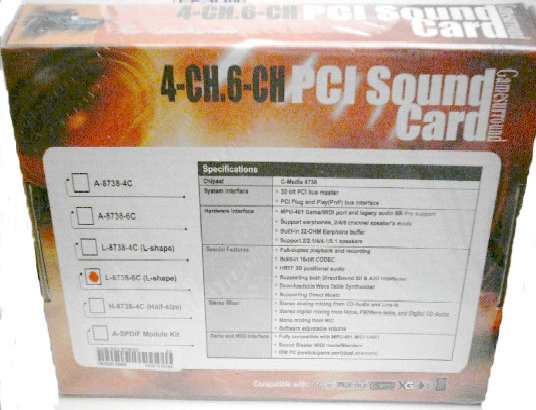 4-CH.6-CH PCI Sound
Card
4-CH.6-CH PCI Sound
Card
Gamesurround
A-8738-4C
A-8738-6C
L-8738-4C (L-shape)
L-8738-6C (L-shape)
H-8738-4C (Half-size)
A-SPDIF Module Kit
Specifications
Chipset C-Media 8738
System Interface 32-bit PCI bus master
PCI Plug and Play(PnP) bus interface
Hardware Interface MPU-401 Game/MIDI port and legacy audio SB Pro support
Support earphones, 2/4/6 channel speaker's mode
Built-in 32-OHM Earphone buffer
Support 2/2.1/4/4.1/5.1 speakers
Special Features Full-duplex playback and recording
Built-in 16-bit CODEC
HRTF 3D positional audio
Supporting both DirectSound 3D & A3D interfaces
Downloadable Wave Table Synthesizer
Supporting Direct Music
Stereo Mixer Stereo analog mixing from CD-Audio and Line-in
Stereo digital mixing from Voice, FM/Wave-table, and Digital CD-Audio
Mono mixing from MIC
Software adjustable volume
Game and MIDI Interface Fully compatible with MPU-401 MIDI UART
Sound Blaster MIDI mode/Standard
IBM PC joystick/game port(dual channels)
Compatible with: XG